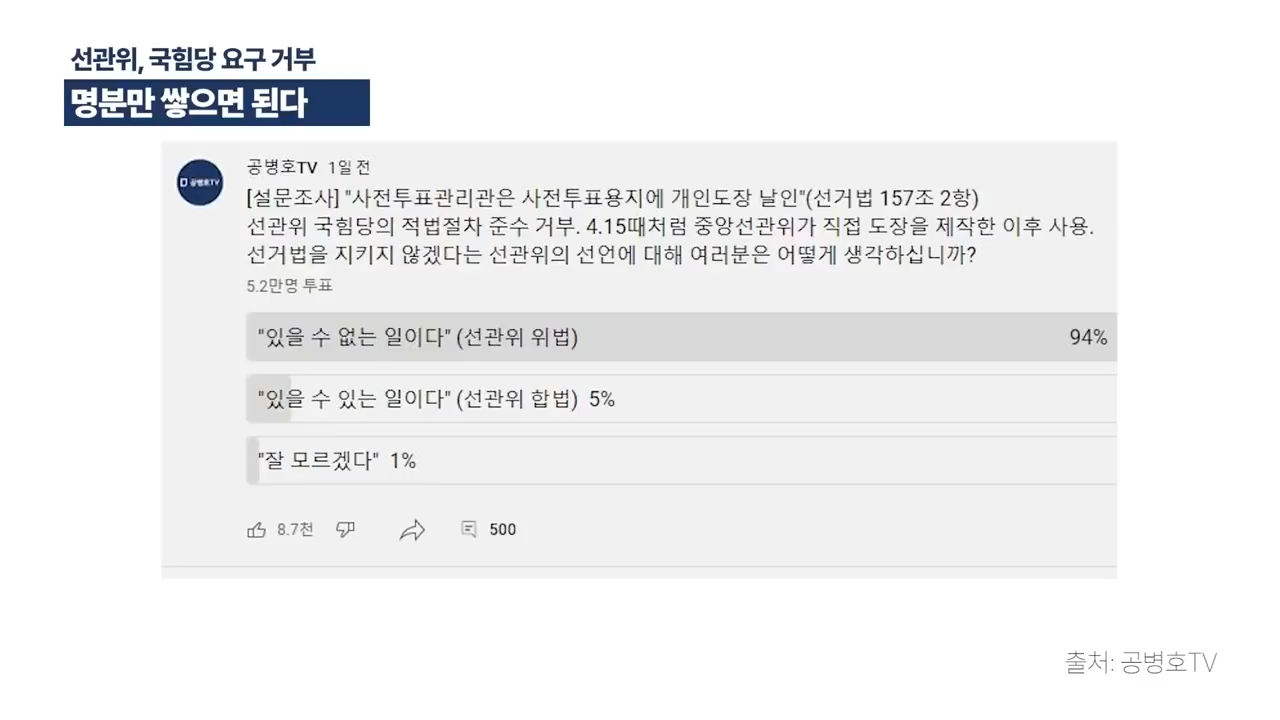 선관위, 국힘당 요구 거부
명분만 쌓으면 된다
공병호TV
공병호TV 1일 전
[설문조사] "사전투표관리관은 사전투표용지에 개인도장 날인"(선거법 157조 2항)
선관위 국힘당의 적법절차 준수 거부. 4.15때처럼 중앙선관위가 직접 도장을 제작한 이후 사용.
선거법을 지키지 않겠다는 선관위의 선언에 대해 여러분은 어떻게 생각하십니까?
5.2만명 투표
"있을 수 없는 일이다" (선관위 위법) 94%
"있을 수 있는 일이다" (선관위 합법) 5%
"잘 모르겠다" 1%
8.7천 500
출처: 공병호TV